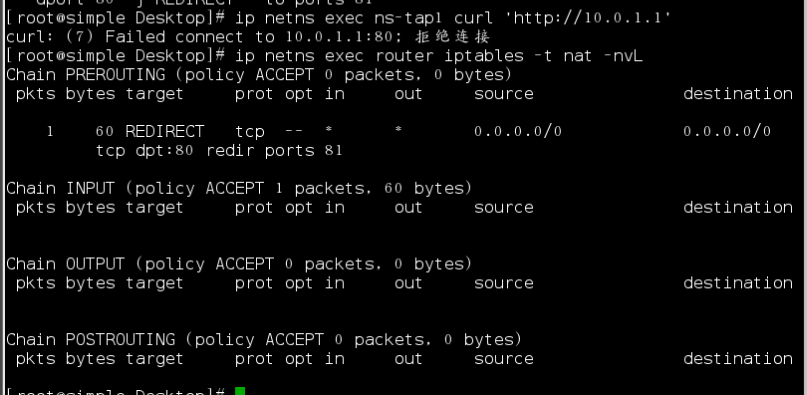 dport 80 -j REDIRECT --to-ports 81
[root@simple Desktop]# ip netns exec ns-tap1 curl 'http://10.0.1.1'
curl: (7) Failed connect to 10.0.1.1:80; 拒绝连接
[root@simple Desktop]# ip netns exec router iptables -t nat -nvL
Chain PREROUTING (policy ACCEPT 0 packets, 0 bytes)
pkts bytes target prot opt in out source destination
1 60 REDIRECT tcp -- * * 0.0.0.0/0 0.0.0.0/0
tcp dpt:80 redir ports 81
Chain INPUT (policy ACCEPT 1 packets, 60 bytes)
pkts bytes target prot opt in out source destination
Chain OUTPUT (policy ACCEPT 0 packets, 0 bytes)
pkts bytes target prot opt in out source destination
Chain POSTROUTING (policy ACCEPT 0 packets, 0 bytes)
pkts bytes target prot opt in out source destination
[root@simple Desktop]#